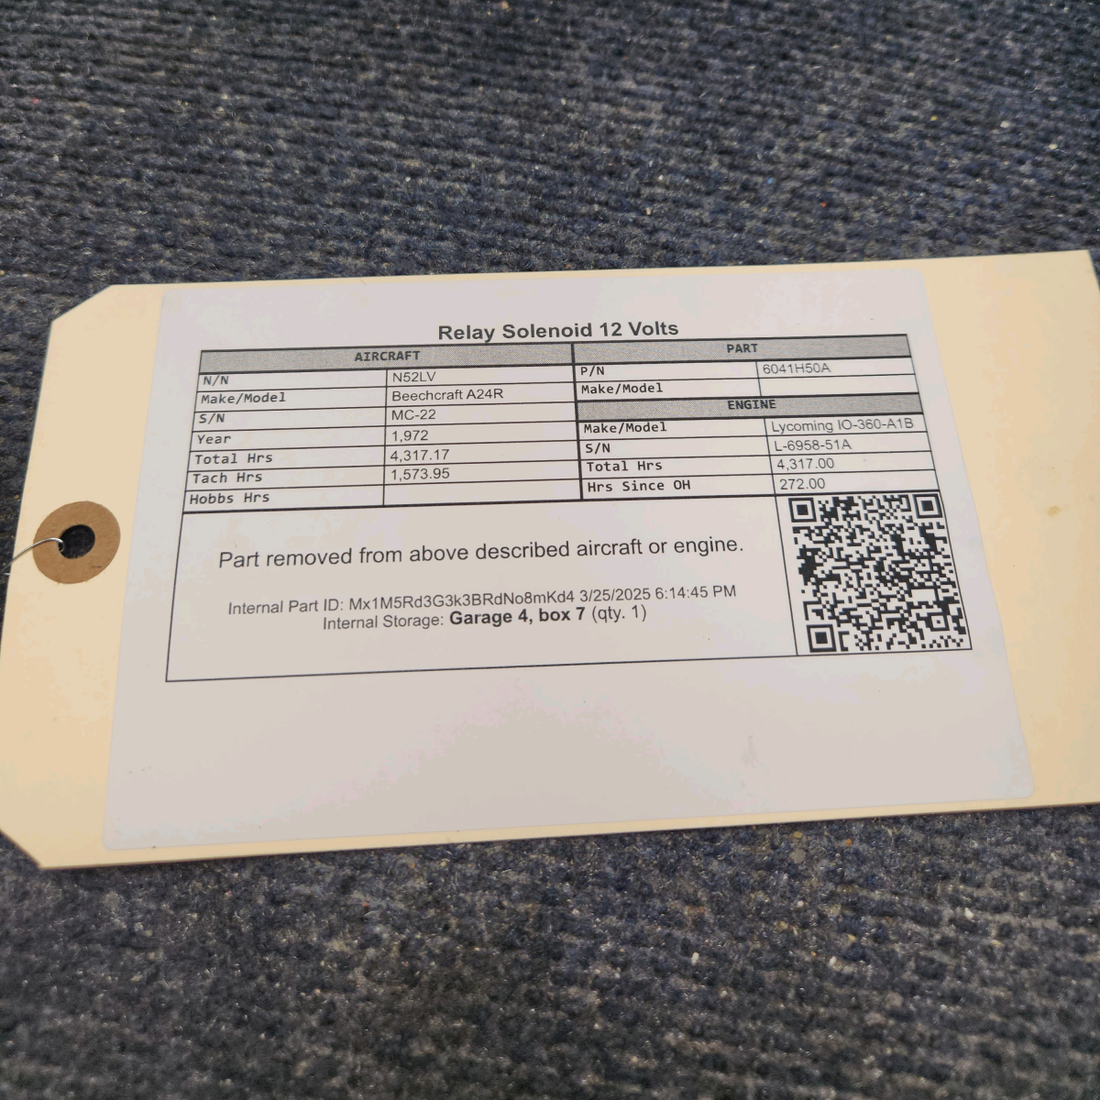 Relay Solenoid 12 Volts
AIRCRAFT
N/N N52LV
Make/Model Beechcraft A24R
S/N MC-22
Year 1,972
Total Hrs 4,317.17
Tach Hrs 1,573.95
Hobbs Hrs
PART
P/N 6041H50A
Make/Model
ENGINE
Make/Model Lycoming IO-360-A1B
S/N L-6958-51A
Total Hrs 4,317.00
Hrs Since OH 272.00
Part removed from above described aircraft or engine.
Internal Part ID: Mx1M5Rd3G3k3BRdNo8mKd4 3/25/2025 6:14:45 PM
Internal Storage: Garage 4, box 7 (qty. 1)